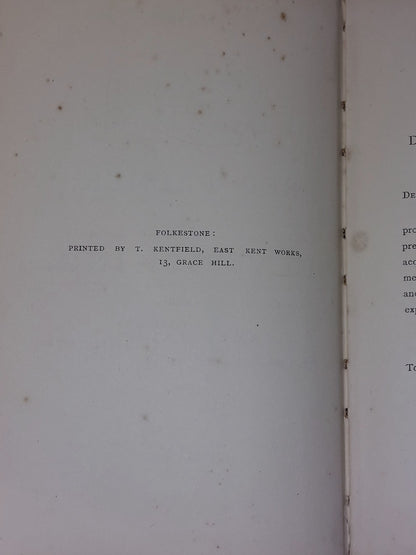 FOLKESTONE:
PRINTED BY T. KENTFIELD, EAST KENT WORKS,
13, GRACE HILL.